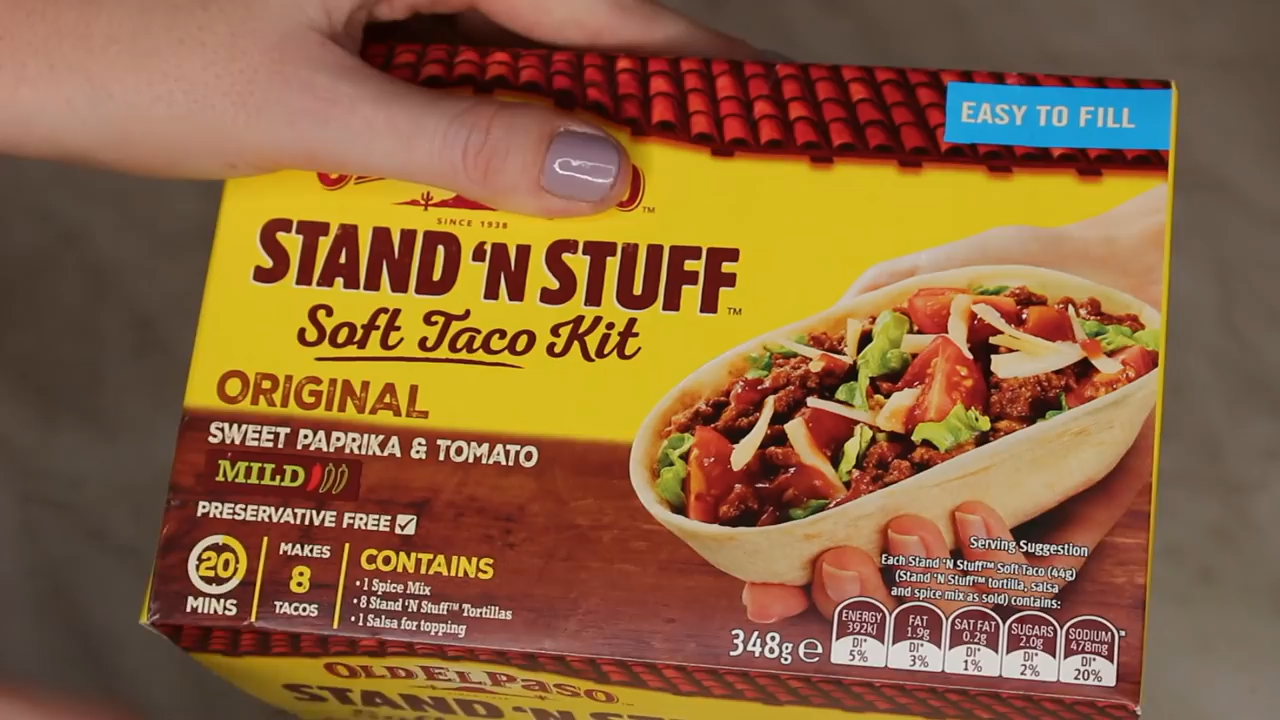 EASY TO FILL
SINCE 1938
STAND 'N STUFF™
Soft Taco Kit
ORIGINAL
SWEET PAPRIKA & TOMATO
MILD
PRESERVATIVE FREE
20
MINS
MAKES
8
TACOS
CONTAINS
• 1 Spice Mix
• 8 Stand 'N Stuff™ Tortillas
• 1 Salsa for topping
Serving Suggestion
Each Stand 'N Stuff™ Soft Taco (44g)
(Stand 'N Stuff™ tortilla, salsa
and spice mix as sold) contains:
348g e
ENERGY
392kJ
DI*
5%
FAT
1.9g
DI*
3%
SAT FAT
0.2g
DI*
1%
SUGARS
2.0g
DI*
2%
SODIUM
478mg
DI*
20%
OLD EL PASO
STAND 'N STUFF